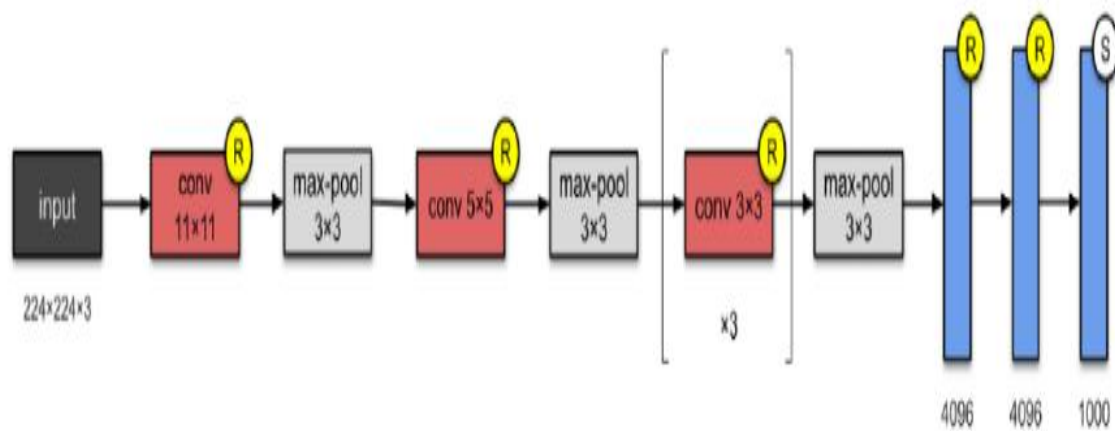 input
224×224×3
conv
11×11
R
max-pool
3×3
conv 5×5
R
max-pool
3×3
conv 3×3
R
×3
max-pool
3×3
R
4096
R
4096
S
1000